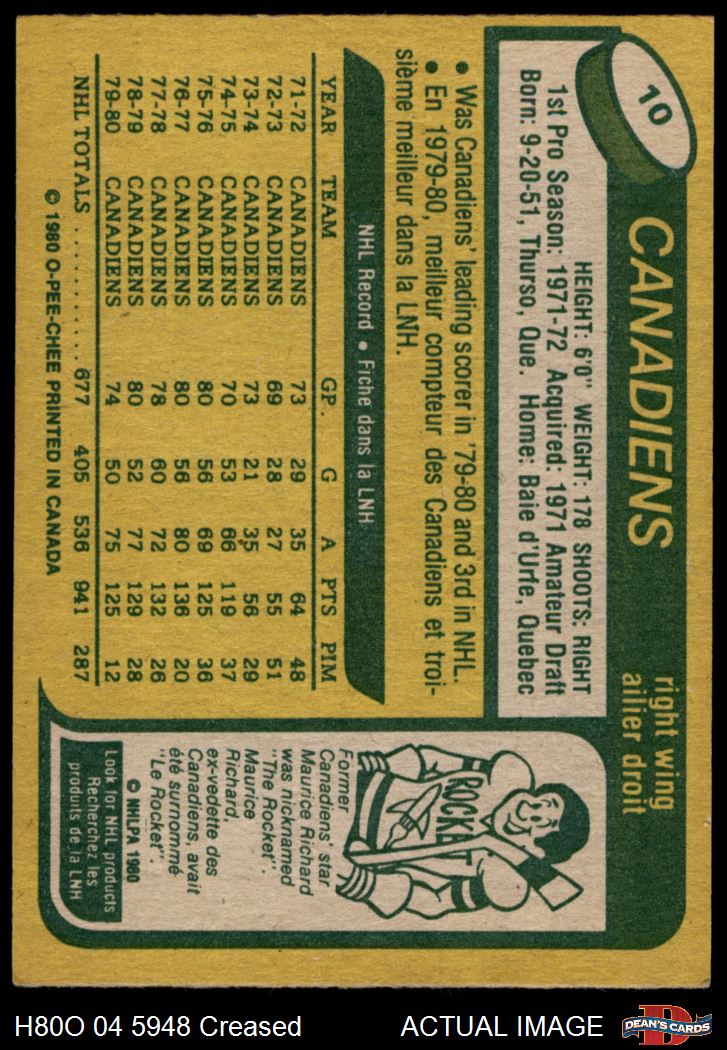 10
CANADIENS
right wing
ailier droit
HEIGHT: 6'0" WEIGHT: 178 SHOOTS: RIGHT
1st Pro Season: 1971-72 Acquired: 1971 Amateur Draft
Born: 9-20-51, Thurso, Que. Home: Baie d'Urfe, Quebec
• Was Canadiens' leading scorer in '79-80 and 3rd in NHL.
• En 1979-80, meilleur compteur des Canadiens et troi-
sième meilleur dans la LNH.
NHL Record • Fiche dans la LNH
YEAR TEAM GP. G A PTS PIM
71-72 CANADIENS 73 29 35 64 48
72-73 CANADIENS 69 28 27 55 51
73-74 CANADIENS 73 21 35 56 29
74-75 CANADIENS 70 53 66 119 37
75-76 CANADIENS 80 56 69 125 36
76-77 CANADIENS 80 56 80 136 20
77-78 CANADIENS 78 60 72 132 26
78-79 CANADIENS 80 52 77 129 28
79-80 CANADIENS 74 50 75 125 12
NHL TOTALS ............677 405 536 941 287
© 1980 O-PEE-CHEE PRINTED IN CANADA
ROCKE
Former
Canadiens' star
Maurice Richard
was nicknamed
"The Rocket".
Maurice
Richard,
ex-vedette des
Canadiens, avait
été surnommé
"Le Rocket".
© NHLPA 1980
Look for NHL products
Recherchez les
produits de la LNH
H80O 04 5948 Creased
ACTUAL IMAGE
D
DEAN'S CARDS